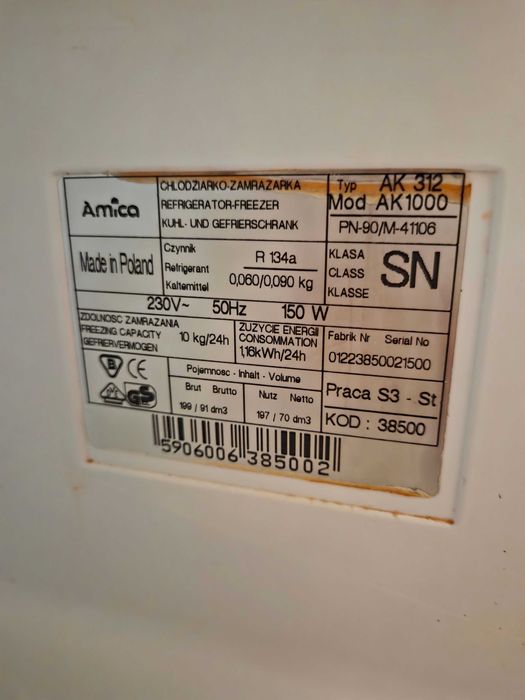 Amica
CHLODZIARKO-ZAMRAZARKA
REFRIGERATOR-FREEZER
KUHL- UND GEFRIERSCHRANK
Typ AK 312
Mod AK1000
PN-90/M-41106
Made in Poland
Czynnik
Refrigerant
Kaltemittel
R 134a
0,060/0,090 kg
KLASA
CLASS
KLASSE
SN
230V~ 50Hz 150 W
ZDOLNOSC ZAMRAZANIA
FREEZING CAPACITY
GEFRIERVERMOGEN
10 kg/24h
ZUZYCIE ENERGII
CONSOMMATION
1,16kWh/24h
Fabrik Nr Serial No
01223850021500
B CE
GS
Pojemnosc - Inhalt - Volume
Brut Brutto
199 / 91 dm3
Nutz Netto
197 / 70 dm3
Praca S3 - St
KOD : 38500
5906006385002